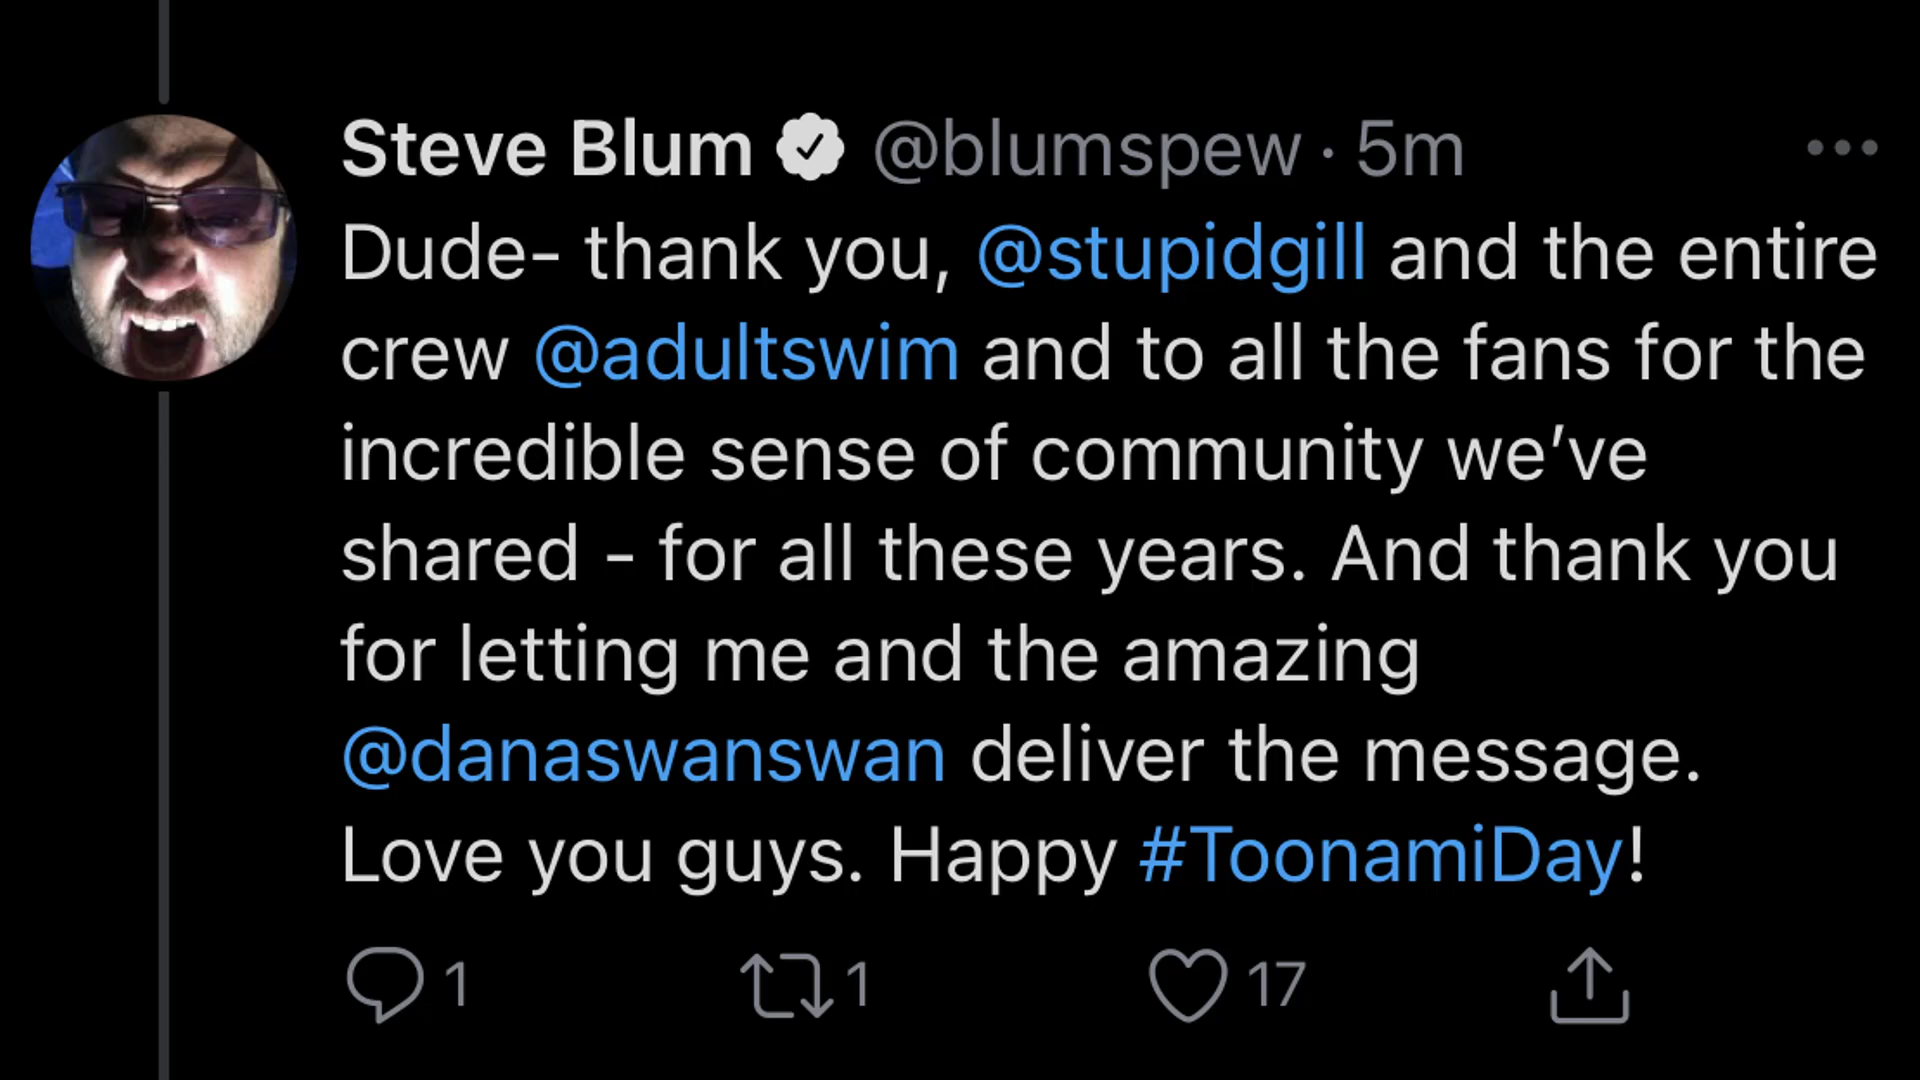 Steve Blum @blumspew · 5m
Dude- thank you, @stupidgill and the entire
crew @adultswim and to all the fans for the
incredible sense of community we’ve
shared - for all these years. And thank you
for letting me and the amazing
@danaswanswan deliver the message.
Love you guys. Happy #ToonamiDay!
1 1 17